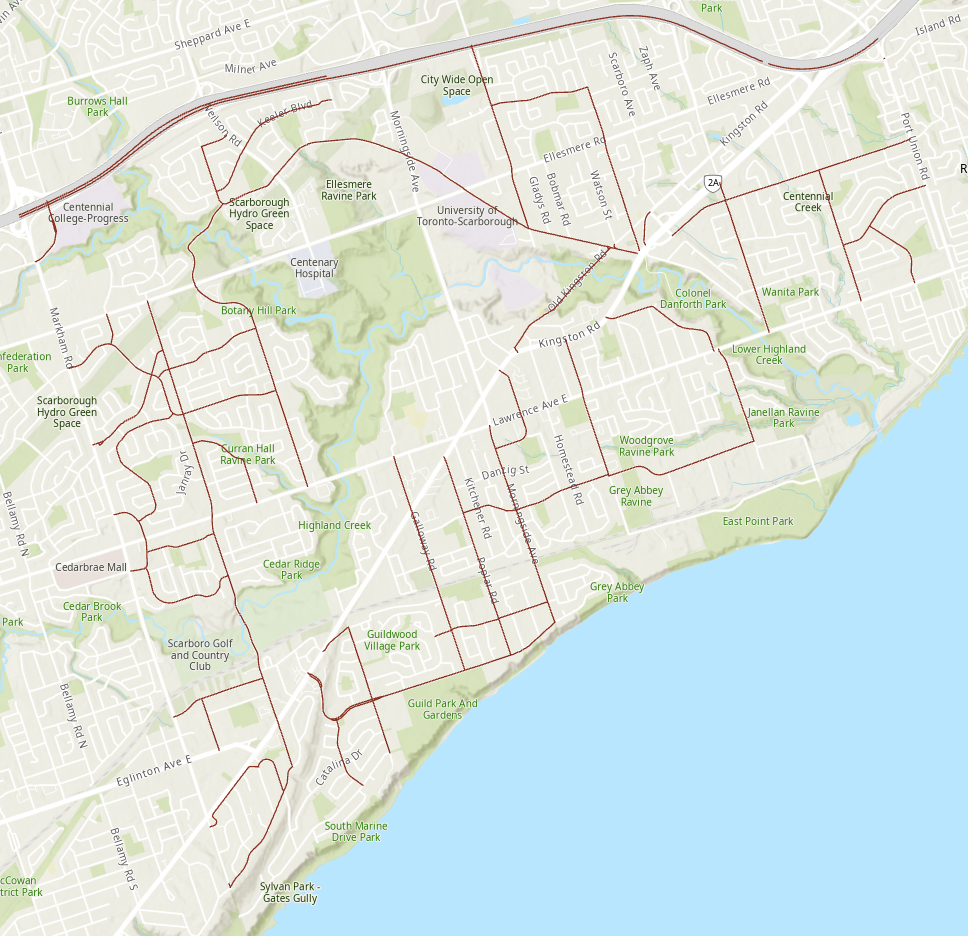 Sheppard Ave E
Park
Island Rd
Milner Ave
Zaph Ave
Scarboro Ave
City Wide Open
Space
Ellesmere Rd
Burrows Hall
Park
Neilson Rd
Keeler Blvd
Kingston Rd
Morningside Ave
Port Union Rd
Ellesmere Rd
2A
Ellesmere
Ravine Park
Gladys Rd
Bobmar Rd
Watson St
Centennial
Creek
R
Centennial
College-Progress
Scarborough
Hydro Green
Space
University of
Toronto-Scarborough
Centenary
Hospital
Old Kingston Rd
Colonel
Danforth Park
Wanita Park
Botany Hill Park
Markham Rd
Kingston Rd
nfederation
Park
Lower Highland
Creek
Scarborough
Hydro Green
Space
Lawrence Ave E
Janellan Ravine
Park
Curran Hall
Ravine Park
Woodgrove
Ravine Park
Janray Dr
Dantzig St
Homestead Rd
Grey Abbey
Ravine
Bellamy Rd N
Kitchener Rd
Morningside Ave
Highland Creek
Galloway Rd
East Point Park
Cedarbrae Mall
Cedar Ridge
Park
Poplar Rd
Grey Abbey
Park
Cedar Brook
Park
Park
Guildwood
Village Park
Scarboro Golf
and Country
Club
Bellamy Rd N
Guild Park And
Gardens
Eglinton Ave E
Catalina Dr
South Marine
Drive Park
Bellamy Rd S
cCowan
trict Park
Sylvan Park -
Gates Gully